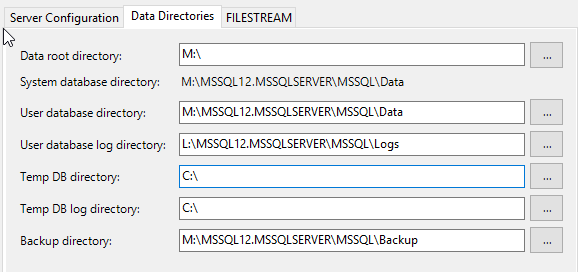 Server Configuration Data Directories FILESTREAM
Data root directory: M:\ ...
System database directory: M:\MSSQL12.MSSQLSERVER\MSSQL\Data
User database directory: M:\MSSQL12.MSSQLSERVER\MSSQL\Data ...
User database log directory: L:\MSSQL12.MSSQLSERVER\MSSQL\Logs ...
Temp DB directory: C:\ ...
Temp DB log directory: C:\ ...
Backup directory: M:\MSSQL12.MSSQLSERVER\MSSQL\Backup ...